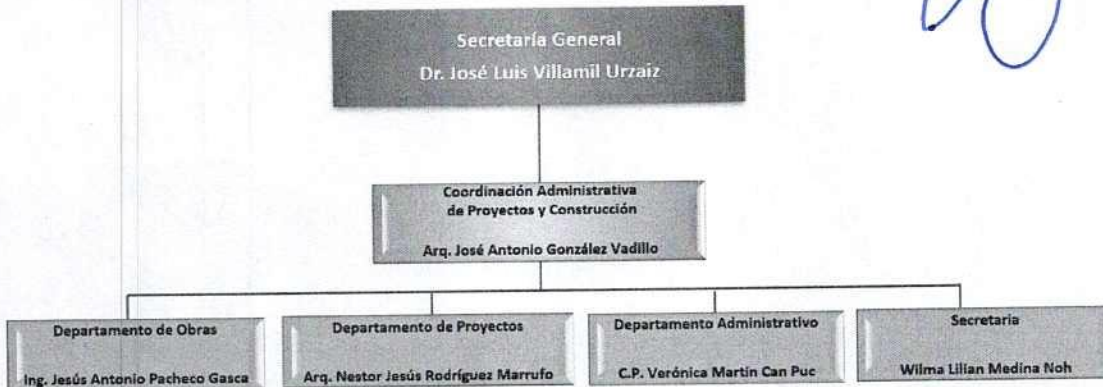 Secretaría General
Dr. José Luis Villamil Urzaiz
Coordinación Administrativa
de Proyectos y Construcción
Arq. José Antonio González Vadillo
Departamento de Obras
Ing. Jesús Antonio Pacheco Gasca
Departamento de Proyectos
Arq. Nestor Jesús Rodríguez Marrufo
Departamento Administrativo
C.P. Verónica Martin Can Puc
Secretaria
Wilma Lilian Medina Noh